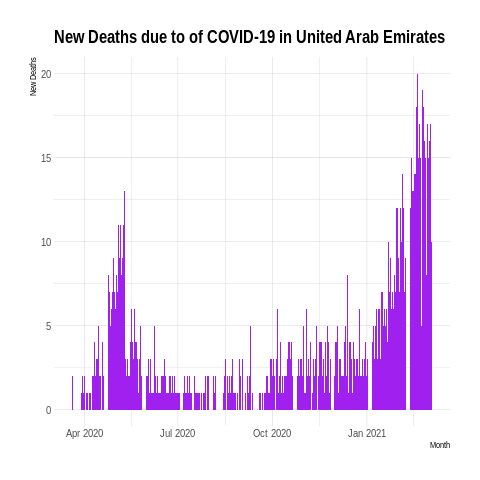 New Deaths due to of COVID-19 in United Arab Emirates
New Deaths
20
15
10
5
0
Apr 2020 Jul 2020 Oct 2020 Jan 2021
Month